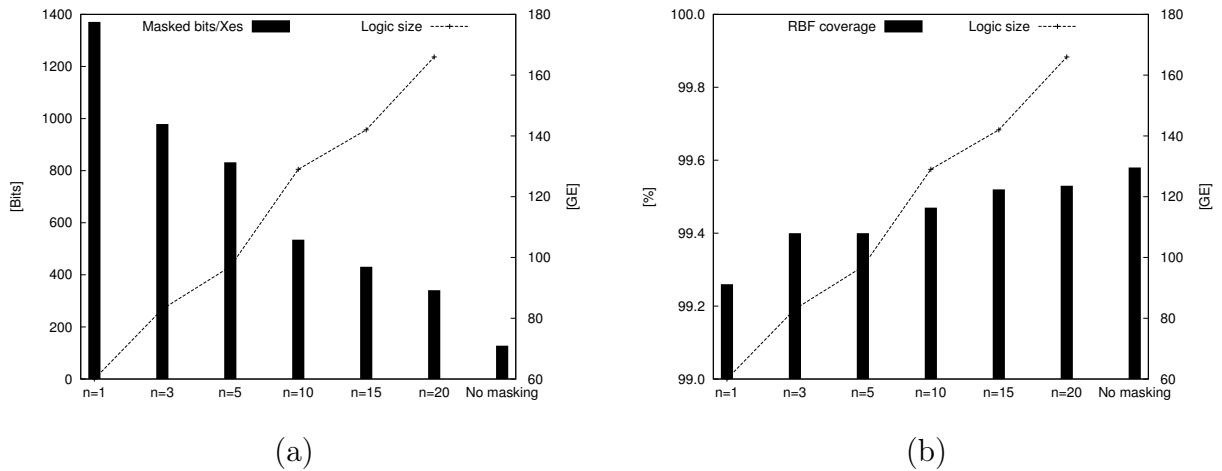 Masked bits/Xes
Logic size
1400
1200
1000
800
600
400
200
0
[Bits]
180
160
140
120
100
80
60
[GE]
n=1 n=3 n=5 n=10 n=15 n=20 No masking
(a)
RBF coverage
Logic size
100.0
99.8
99.6
99.4
99.2
99.0
[%]
180
160
140
120
100
80
60
[GE]
n=1 n=3 n=5 n=10 n=15 n=20 No masking
(b)